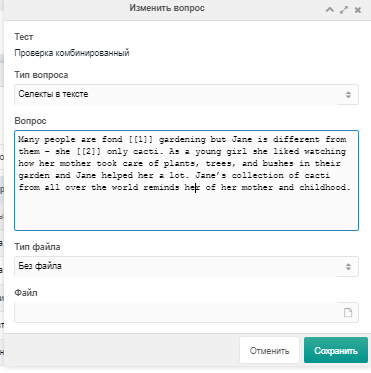 Изменить вопрос
Тест
Проверка комбинированный
Тип вопроса
Селекты в тексте
Вопрос
Many people are fond [[1]] gardening but Jane is different from
them – she [[2]] only cacti. As a young girl she liked watching
how her mother took care of plants, trees, and bushes in their
garden and Jane helped her a lot. Jane’s collection of cacti
from all over the world reminds her of her mother and childhood.
Тип файла
Без файла
Файл
Отменить
Сохранить